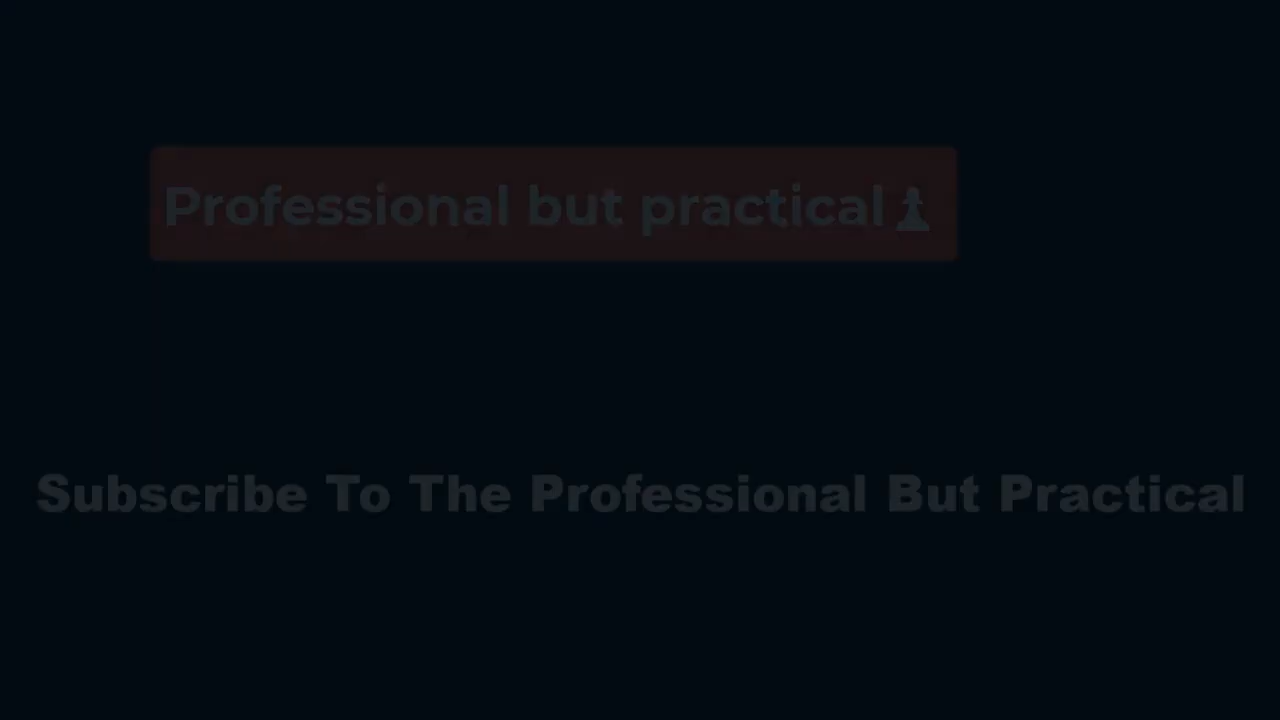 Professional but practical♟
Subscribe To The Professional But Practical